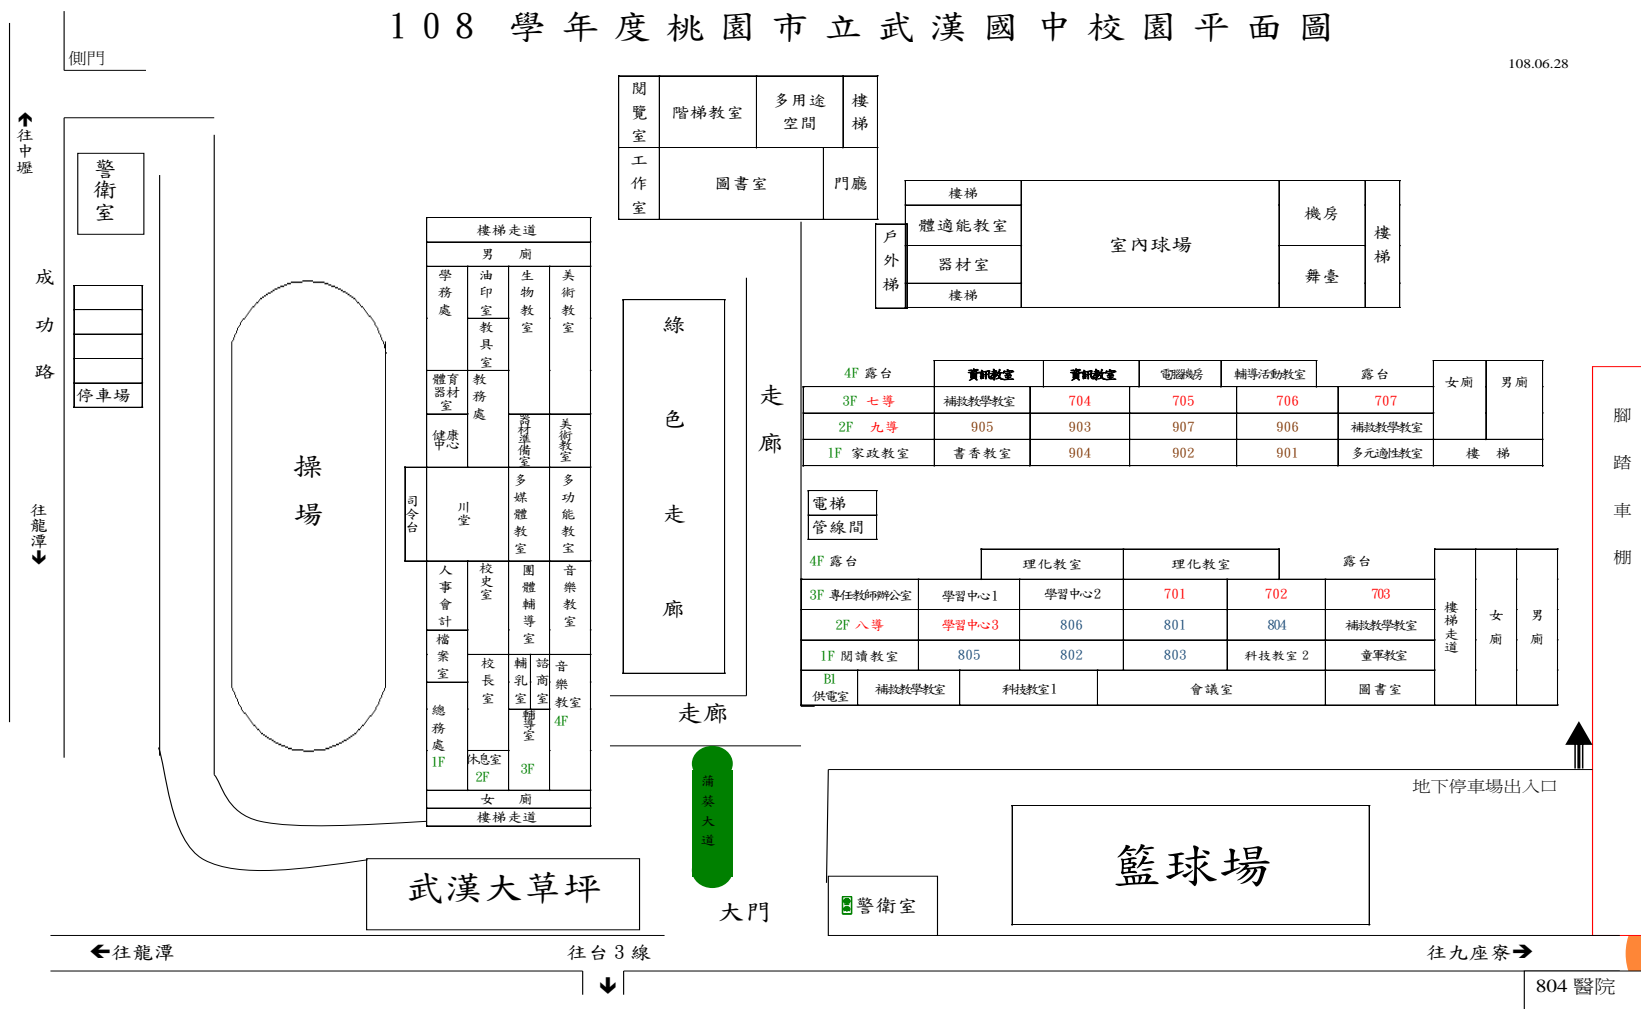 108 學年度桃園市立武漢國中校園平面圖
108.06.28
側門
往中壢
警衛室
成功路
停車場
往龍潭
操場
閱覽室
階梯教室
多用途空間
樓梯
工作室
圖書室
門廳
樓梯走道
男廁
學務處
油印室
生物教室
美術教室
教具室
體育器材室
教務處
健康中心
器材準備室
美術教室
司令台
川堂
多媒體教室
多功能教室
人事會計
校史室
團體輔導室
音樂教室
檔案室
校長室
輔乳室
諮商室
音樂教室
4F
總務處
1F
輔導室
3F
休息室
2F
女廁
樓梯走道
綠色走廊
走廊
走廊
戶外梯
樓梯
體適能教室
器材室
樓梯
室內球場
機房
舞臺
樓梯
4F 露台
資訊教室
資訊教室
電腦機房
輔導活動教室
露台
女廁
男廁
3F 七導
補救教學教室
704
705
706
707
2F 九導
905
903
907
906
補救教學教室
1F 家政教室
書香教室
904
902
901
多元適性教室
樓梯
電梯
管線間
4F 露台
理化教室
理化教室
露台
3F 專任教師辦公室
學習中心1
學習中心2
701
702
703
樓梯走道
女廁
男廁
2F 八導
學習中心3
806
801
804
補救教學教室
1F 閱讀教室
805
802
803
科技教室 2
童軍教室
B1
供電室
補救教學教室
科技教室1
會議室
圖書室
腳踏車棚
蒲葵大道
地下停車場出入口
籃球場
武漢大草坪
大門
警衛室
往龍潭
往台 3 線
往九座寮
804 醫院